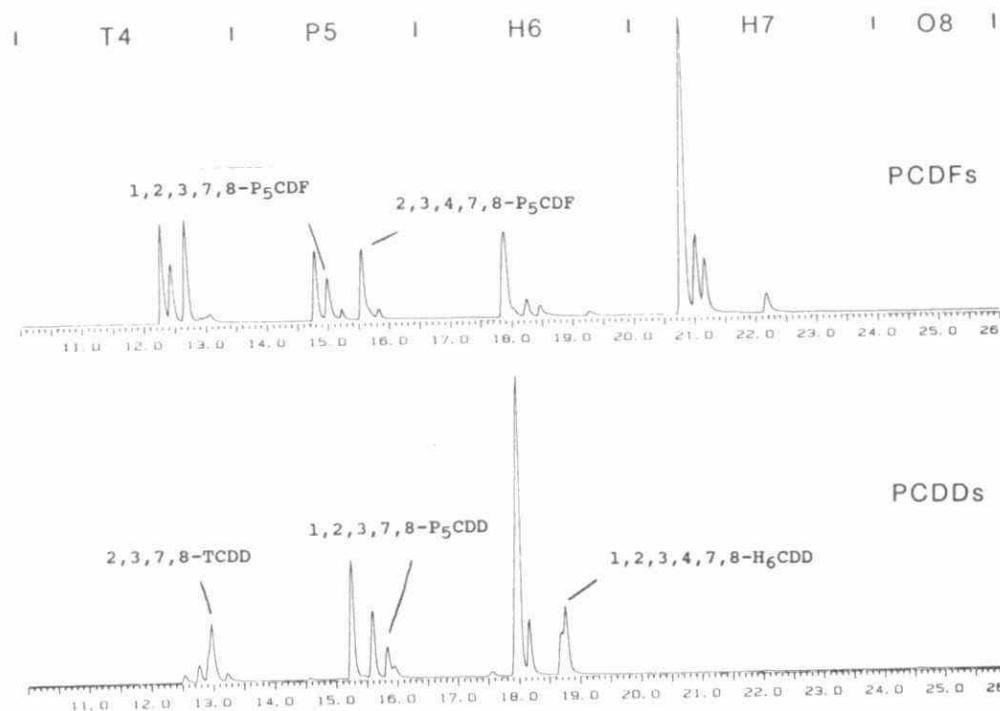 I T4 I P5 I H6 I H7 I O8 I
PCDFs
1,2,3,7,8-P5CDF
2,3,4,7,8-P5CDF
11.0 12.0 13.0 14.0 15.0 16.0 17.0 18.0 19.0 20.0 21.0 22.0 23.0 24.0 25.0 26
PCDDs
1,2,3,7,8-P5CDD
2,3,7,8-TCDD
1,2,3,4,7,8-H6CDD
11.0 12.0 13.0 14.0 15.0 16.0 17.0 18.0 19.0 20.0 21.0 22.0 23.0 24.0 25.0 26